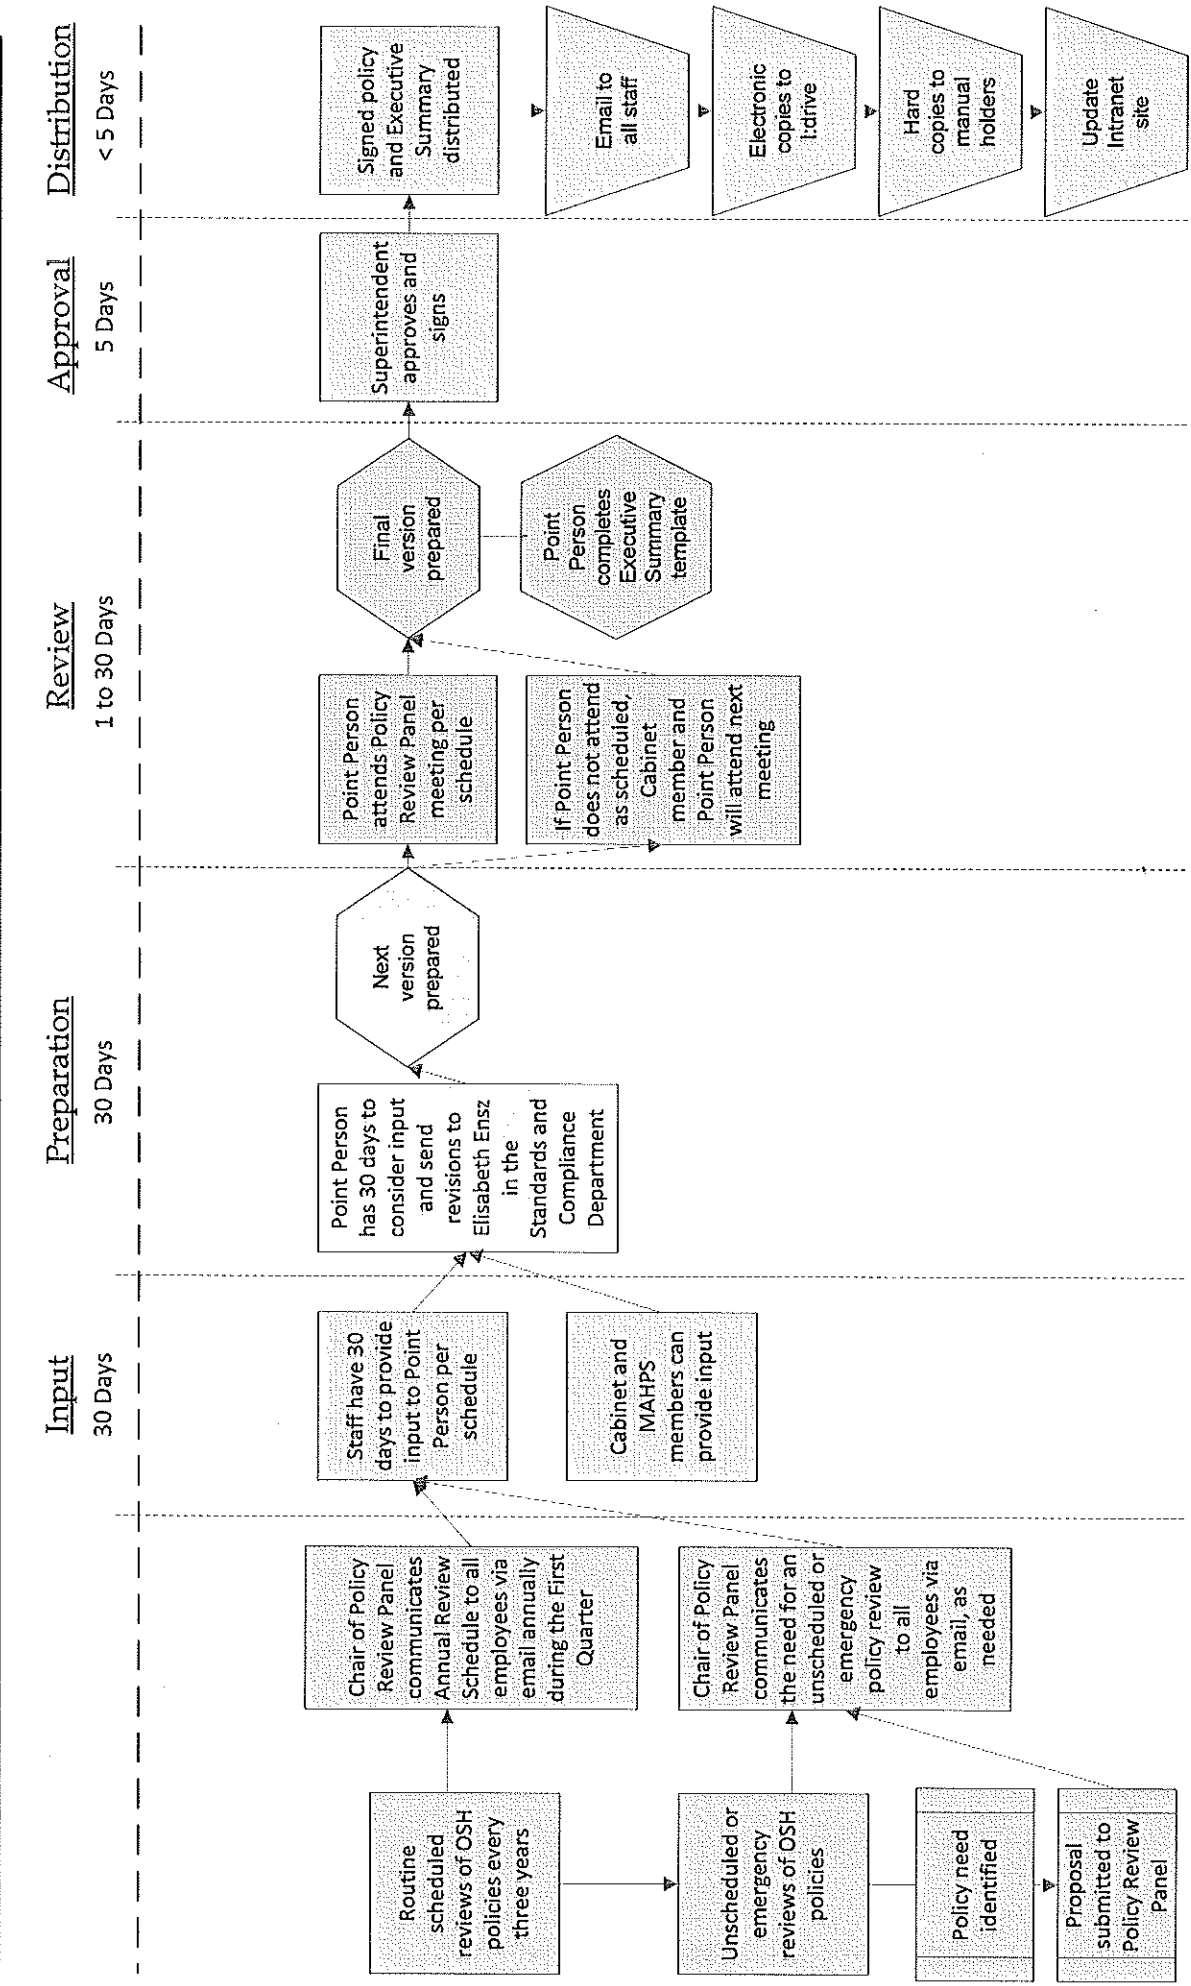 Input
30 Days
Preparation
30 Days
Review
1 to 30 Days
Approval
5 Days
Distribution
< 5 Days
Routine
scheduled
reviews of OSH
policies every
three years
Unscheduled or
emergency
reviews of OSH
policies
Policy need
identified
Proposal
submitted to
Policy Review
Panel
Chair of Policy
Review Panel
communicates
Annual Review
Schedule to all
employees via
email annually
during the First
Quarter
Chair of Policy
Review Panel
communicates
the need for an
unscheduled or
emergency
policy review
to all
employees via
email, as
needed
Staff have 30
days to provide
input to Point
Person per
schedule
Cabinet and
MAHPS
members can
provide input
Point Person
has 30 days to
consider input
and send
revisions to
Elisabeth Ensz
in the
Standards and
Compliance
Department
Next
version
prepared
Point Person
attends Policy
Review Panel
meeting per
schedule
If Point Person
does not attend
as scheduled,
Cabinet
member and
Point Person
will attend next
meeting
Final
version
prepared
Point
Person
completes
Executive
Summary
template
Superintendent
approves and
signs
Signed policy
and Executive
Summary
distributed
Email to
all staff
Electronic
copies to
I:drive
Hard
copies to
manual
holders
Update
Intranet
site